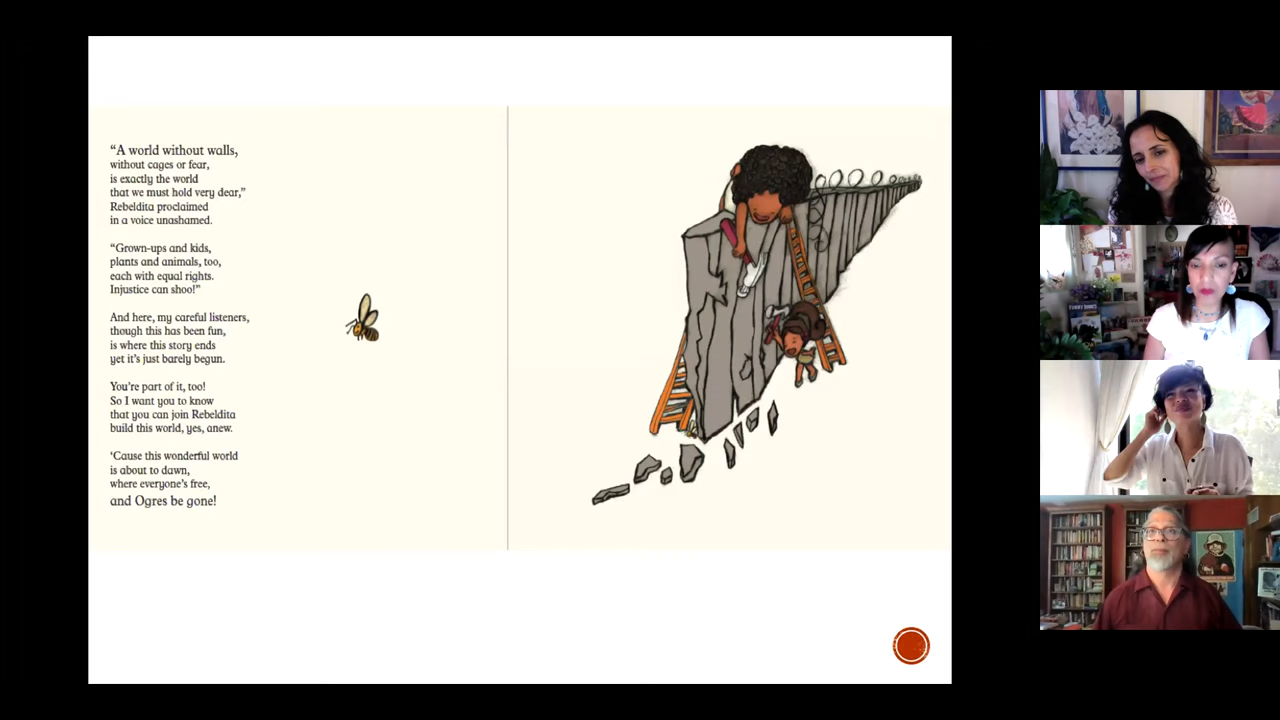 “A world without walls,
without cages or fear,
is exactly the world
that we must hold very dear,”
Rebeldita proclaimed
in a voice unashamed.
“Grown-ups and kids,
plants and animals, too,
each with equal rights.
Injustice can shoo!”
And here, my careful listeners,
though this has been fun,
is where this story ends
yet it’s just barely begun.
You’re part of it, too!
So I want you to know
that you can join Rebeldita
build this world, yes, anew.
‘Cause this wonderful world
is about to dawn,
where everyone’s free,
and Ogres be gone!